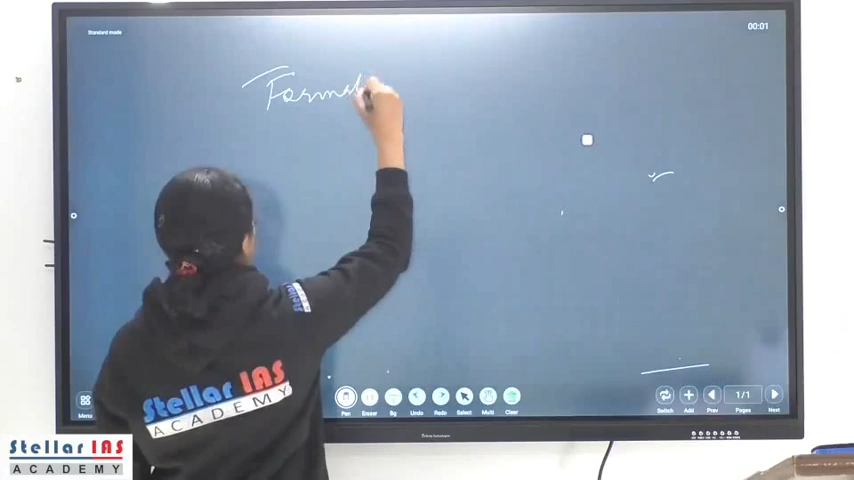 Standard mode
00:01
Format
Stellar IAS
ACADEMY
Menu
Pen
Eraser
Bg
Undo
Redo
Select
Multi
Clear
Switch
Add
Prev
1/1
Pages
Next
Stellar IAS
ACADEMY